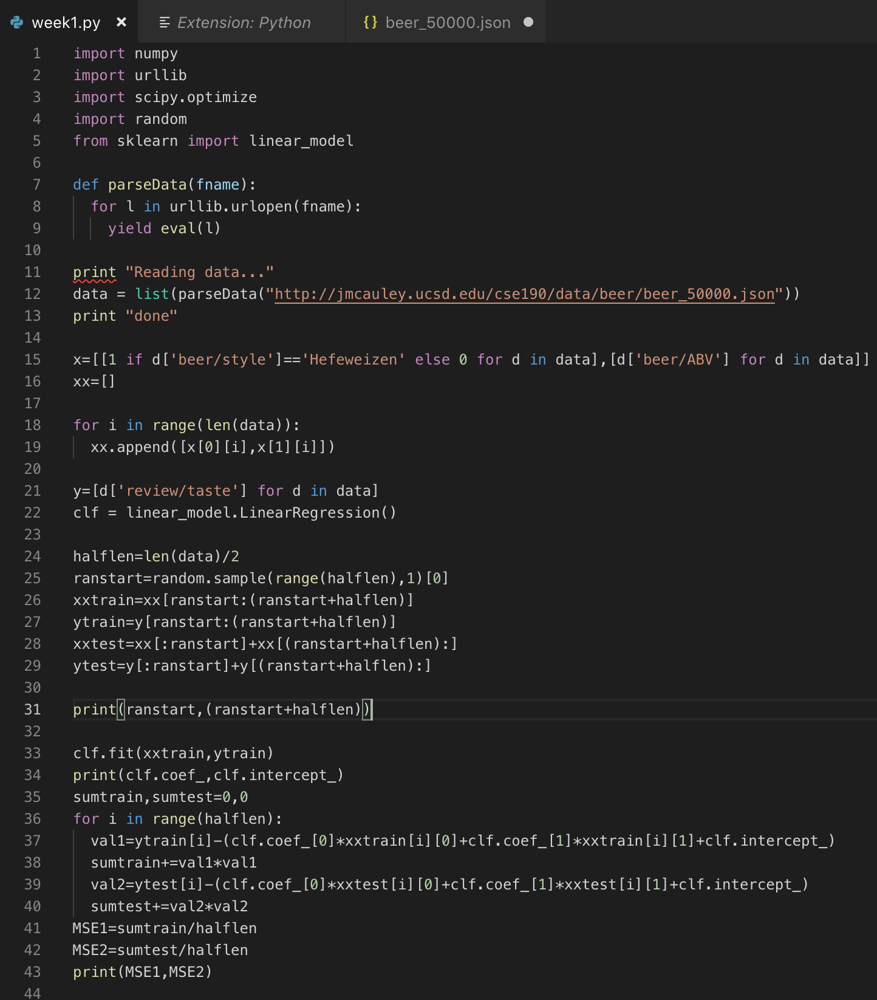 week1.py × Extension: Python {} beer_50000.json ●
1 import numpy
2 import urllib
3 import scipy.optimize
4 import random
5 from sklearn import linear_model
6
7 def parseData(fname):
8   for l in urllib.urlopen(fname):
9     yield eval(l)
10
11 print "Reading data..."
12 data = list(parseData("http://jmcauley.ucsd.edu/cse190/data/beer/beer_50000.json"))
13 print "done"
14
15 x=[[1 if d['beer/style']=='Hefeweizen' else 0 for d in data],[d['beer/ABV'] for d in data]]
16 xx=[]
17
18 for i in range(len(data)):
19   xx.append([x[0][i],x[1][i]])
20
21 y=[d['review/taste'] for d in data]
22 clf = linear_model.LinearRegression()
23
24 halflen=len(data)/2
25 ranstart=random.sample(range(halflen),1)[0]
26 xxtrain=xx[ranstart:(ranstart+halflen)]
27 ytrain=y[ranstart:(ranstart+halflen)]
28 xxtest=xx[:ranstart]+xx[(ranstart+halflen):]
29 ytest=y[:ranstart]+y[(ranstart+halflen):]
30
31 print(ranstart,(ranstart+halflen))
32
33 clf.fit(xxtrain,ytrain)
34 print(clf.coef_,clf.intercept_)
35 sumtrain,sumtest=0,0
36 for i in range(halflen):
37   val1=ytrain[i]-(clf.coef_[0]*xxtrain[i][0]+clf.coef_[1]*xxtrain[i][1]+clf.intercept_)
38   sumtrain+=val1*val1
39   val2=ytest[i]-(clf.coef_[0]*xxtest[i][0]+clf.coef_[1]*xxtest[i][1]+clf.intercept_)
40   sumtest+=val2*val2
41 MSE1=sumtrain/halflen
42 MSE2=sumtest/halflen
43 print(MSE1,MSE2)
44